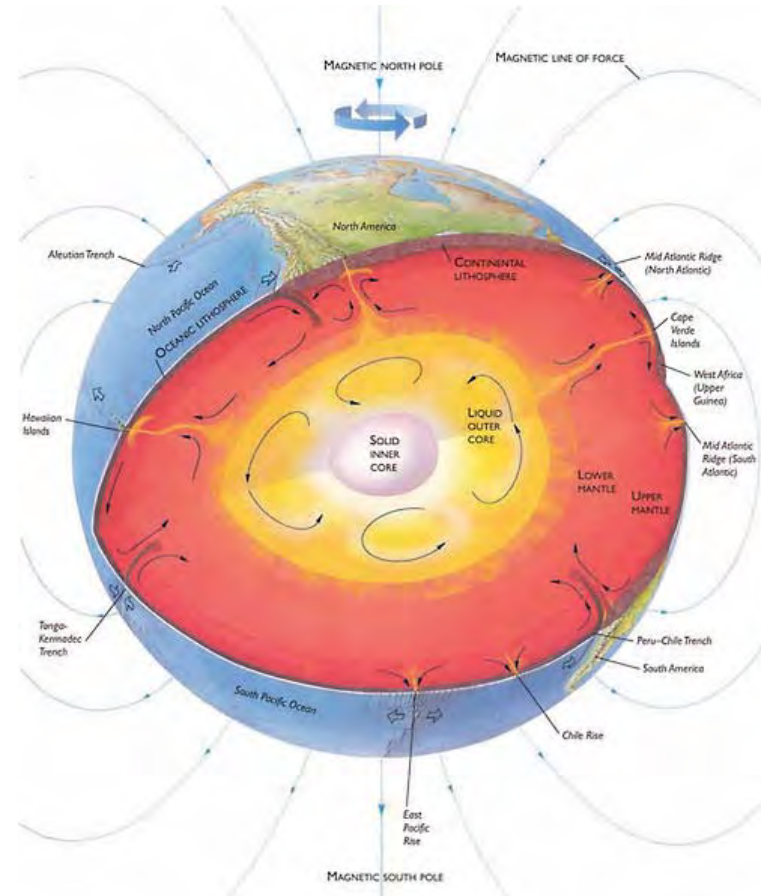 MAGNETIC NORTH POLE
MAGNETIC LINE OF FORCE
North America
Aleutian Trench
CONTINENTAL
LITHOSPHERE
Mid Atlantic Ridge
(North Atlantic)
North Pacific Ocean
OCEANIC LITHOSPHERE
Cape
Verde
Islands
West Africa
(Upper
Guinea)
Hawaiian
Islands
SOLID
INNER
CORE
LIQUID
OUTER
CORE
Mid Atlantic
Ridge (South
Atlantic)
LOWER
MANTLE
UPPER
MANTLE
Tonga-
Kermadec
Trench
Peru-Chile Trench
South America
South Pacific Ocean
Chile Rise
East
Pacific
Rise
MAGNETIC SOUTH POLE